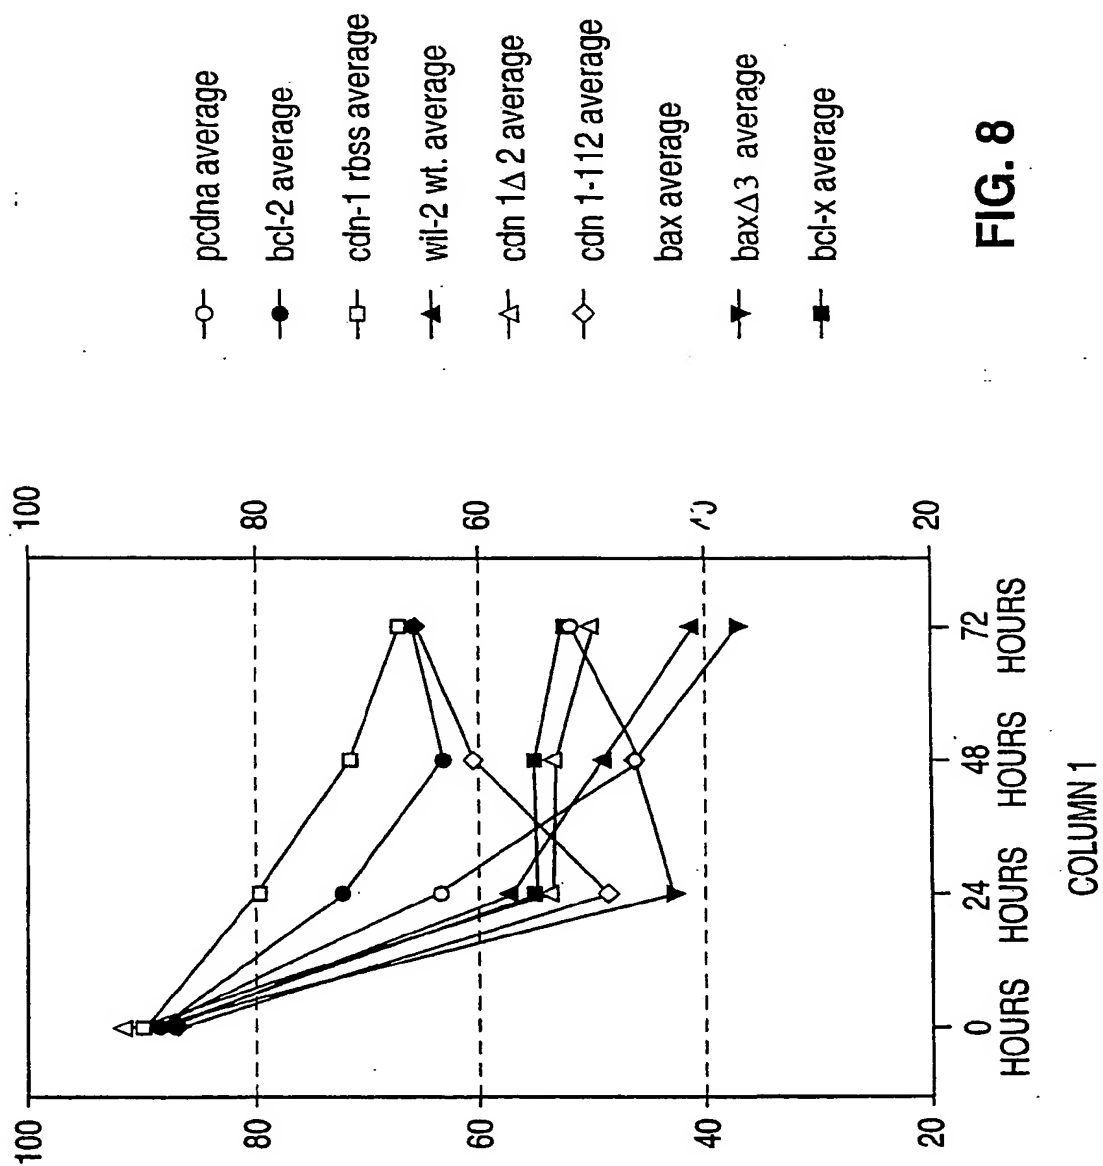 pcdna average
bcl-2 average
cdn-1 rbss average
wil-2 wt. average
cdn 1Δ2 average
cdn 1-112 average
bax average
baxΔ3 average
bcl-x average
FIG. 8
100
80
60
20
100
80
60
40
20
0 HOURS
24 HOURS
48 HOURS
72 HOURS
COLUMN 1